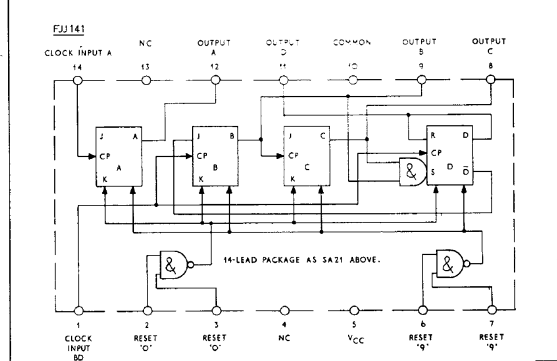 FJJ141
CLOCK INPUT A
NC
OUTPUT A
OUTPUT D
COMMON
OUTPUT B
OUTPUT C
14 13 12 11 10 9 8
J A
CP
K A
J B
CP
K B
J C
CP
K C
&
R D
CP
S D D̅
&
14-LEAD PACKAGE AS SA21 ABOVE.
&
1 2 3 4 5 6 7
CLOCK INPUT BD
RESET '0'
RESET '0'
NC
VCC
RESET '9'
RESET '9'